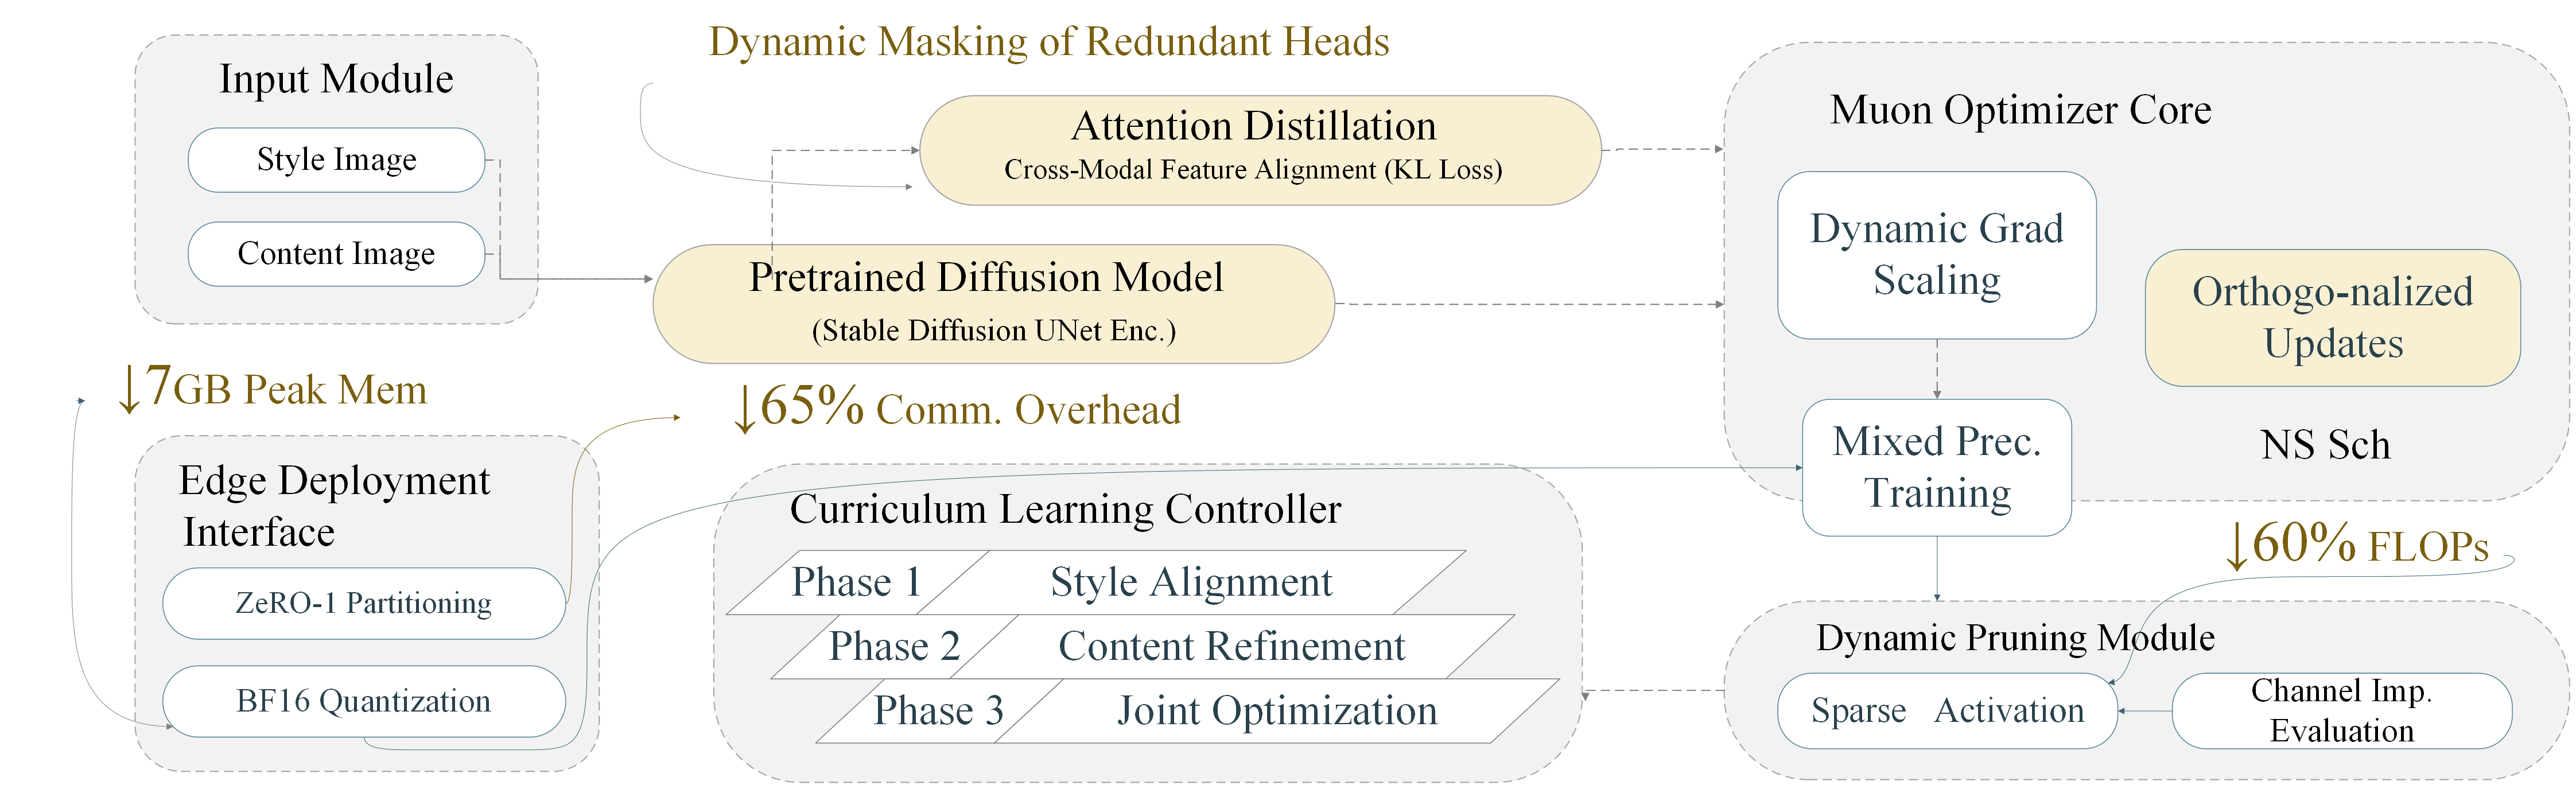 Dynamic Masking of Redundant Heads
Input Module
Style Image
Content Image
Attention Distillation
Cross-Modal Feature Alignment (KL Loss)
Pretrained Diffusion Model
(Stable Diffusion UNet Enc.)
Muon Optimizer Core
Dynamic Grad
Scaling
Orthogo-nalized
Updates
Mixed Prec.
Training
NS Sch
↓7GB Peak Mem
↓65% Comm. Overhead
Edge Deployment
Interface
ZeRO-1 Partitioning
BF16 Quantization
Curriculum Learning Controller
Phase 1 Style Alignment
Phase 2 Content Refinement
Phase 3 Joint Optimization
↓60% FLOPs
Dynamic Pruning Module
Sparse Activation
Channel Imp.
Evaluation